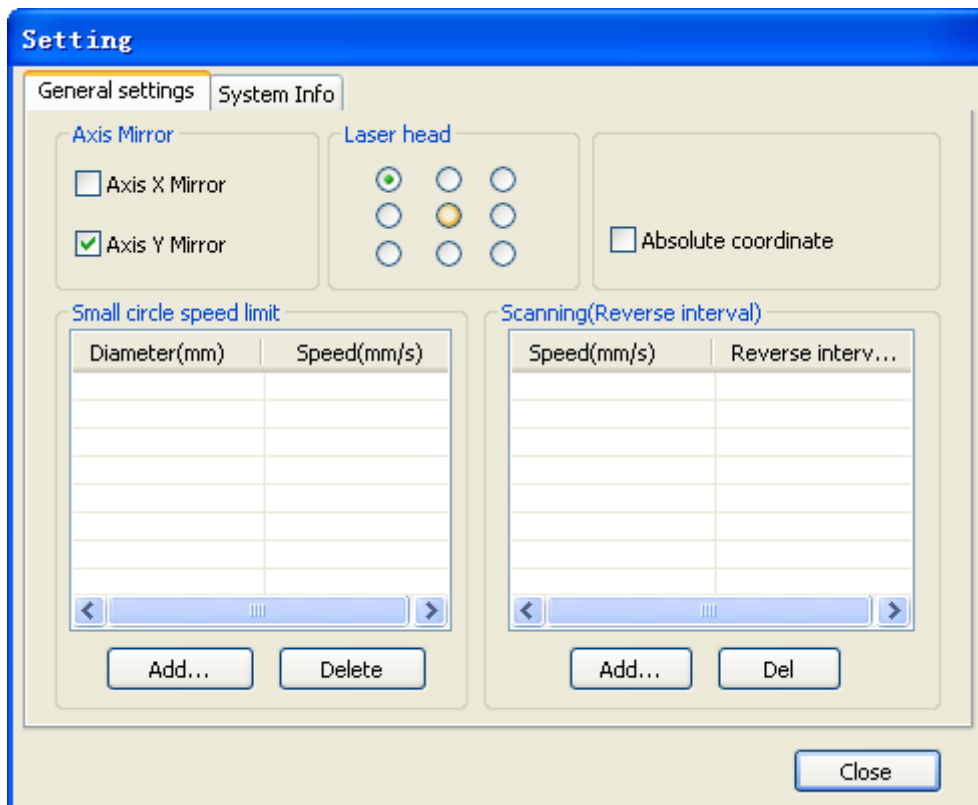 Setting
General settings
System Info
Axis Mirror
Axis X Mirror
Axis Y Mirror
Laser head
Absolute coordinate
Small circle speed limit
Diameter(mm) Speed(mm/s)
Add... Delete
Scanning(Reverse interval)
Speed(mm/s) Reverse interv...
Add... Del
Close